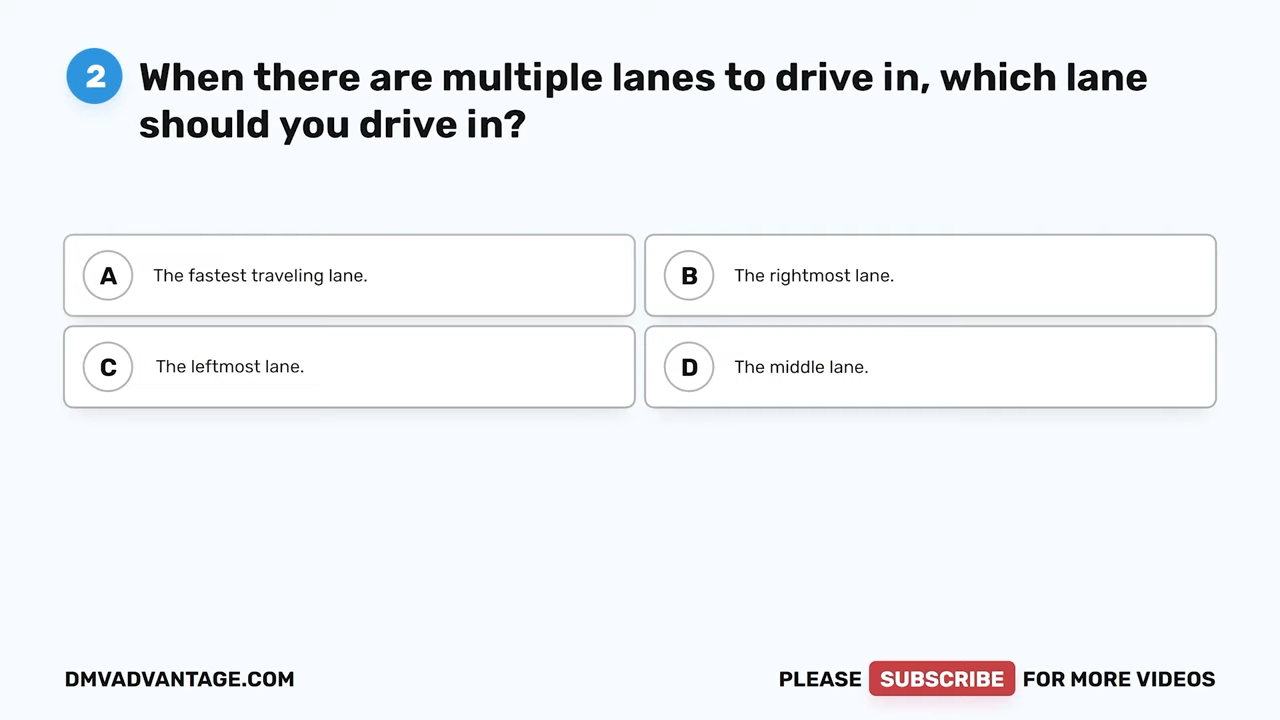 2
When there are multiple lanes to drive in, which lane
should you drive in?
A The fastest traveling lane.
B The rightmost lane.
C The leftmost lane.
D The middle lane.
DMVADVANTAGE.COM
PLEASE SUBSCRIBE FOR MORE VIDEOS